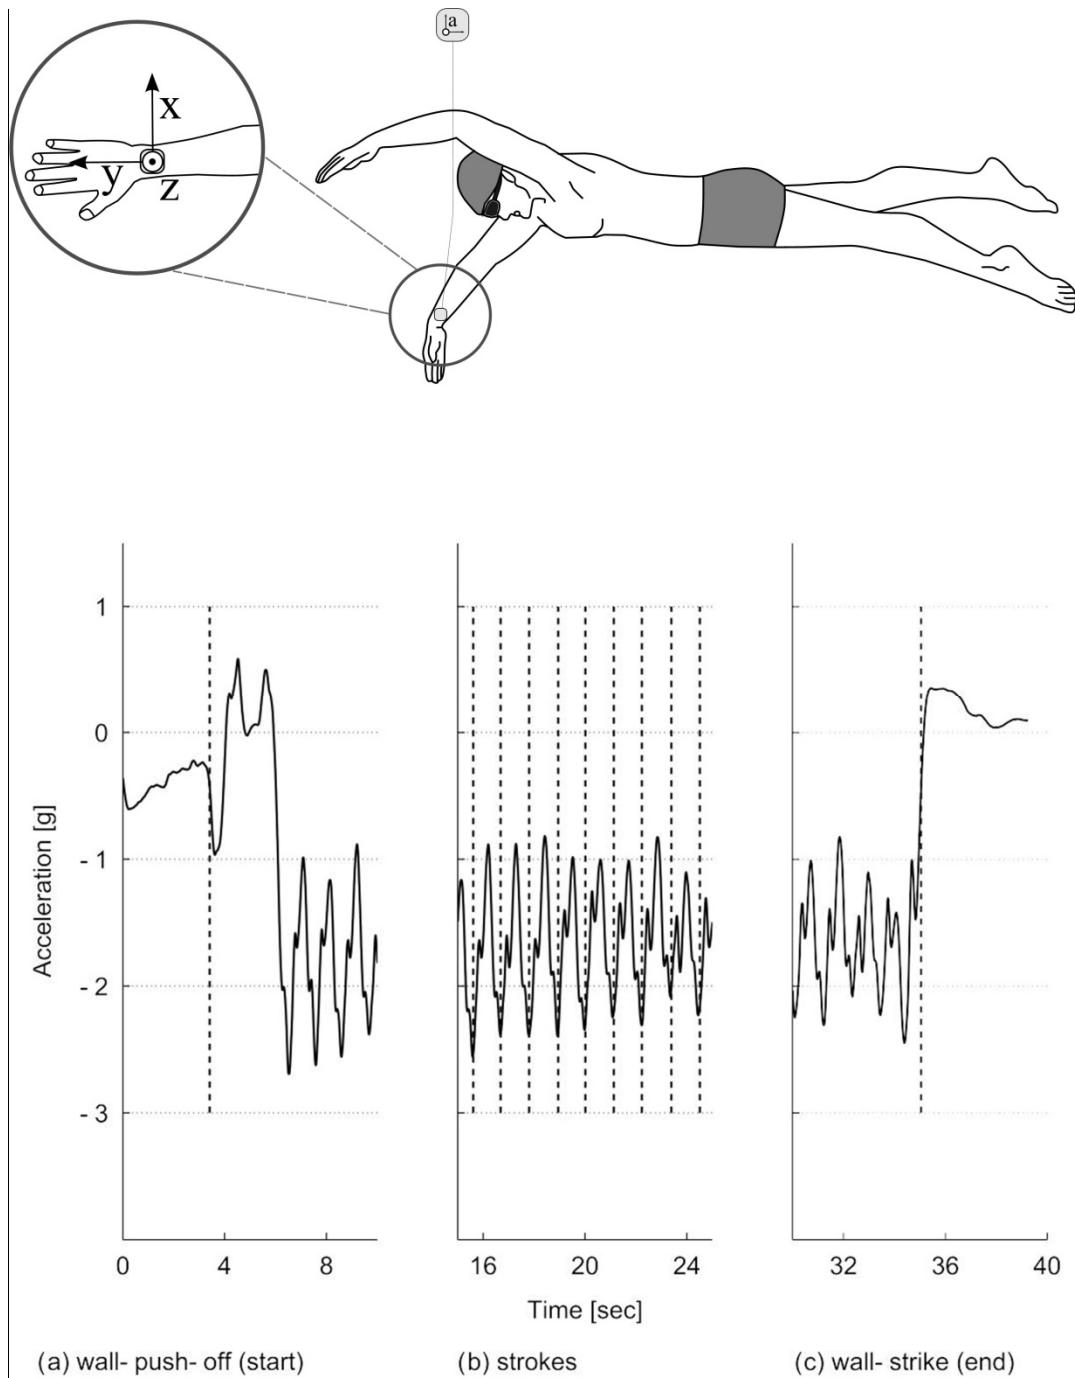 a
x
y
z
Acceleration [g]
1
0
- 1
- 2
- 3
0 4 8
16 20 24
32 36 40
Time [sec]
(a) wall- push- off (start)
(b) strokes
(c) wall- strike (end)